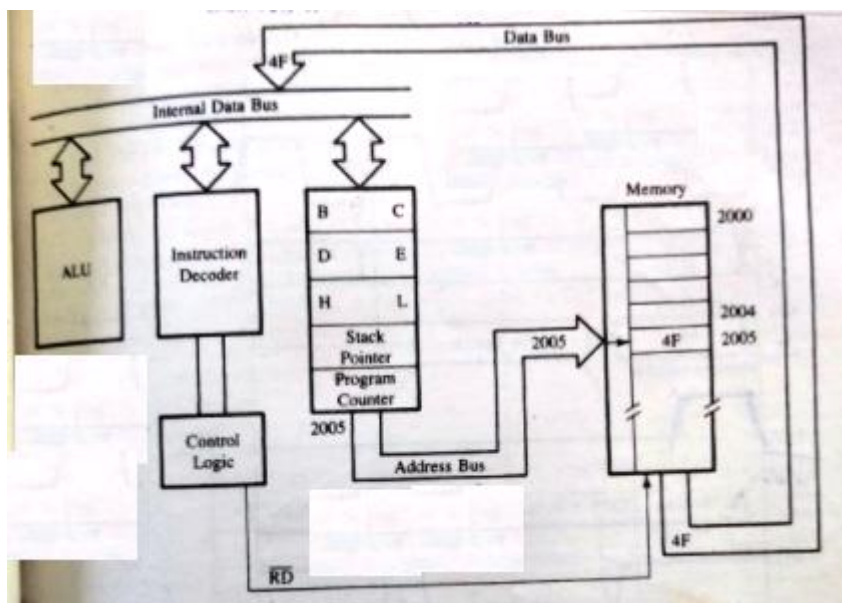 Data Bus
4F
Internal Data Bus
Memory
B C
2000
ALU
Instruction
Decoder
D E
H L
2004
Stack
Pointer
2005
4F
2005
Program
Counter
2005
Control
Logic
Address Bus
4F
RD